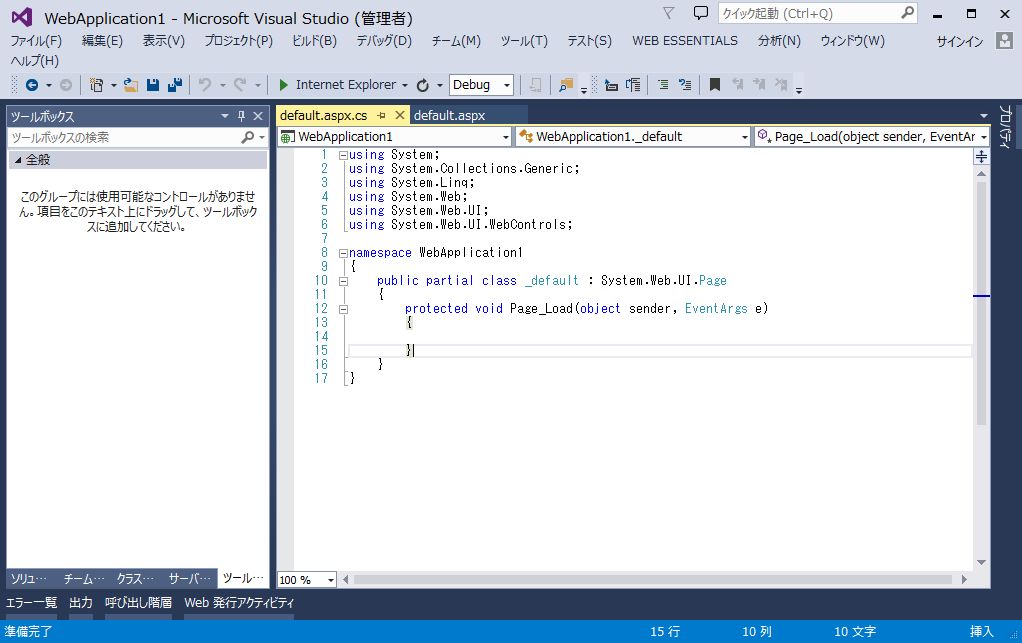 WebApplication1 - Microsoft Visual Studio (管理者)
クイック起動 (Ctrl+Q)
ファイル(F) 編集(E) 表示(V) プロジェクト(P) ビルド(B) デバッグ(D) チーム(M) ツール(T) テスト(S) WEB ESSENTIALS 分析(N) ウィンドウ(W) サインイン
ヘルプ(H)
Internet Explorer Debug
ツールボックス
ツールボックスの検索
全般
このグループには使用可能なコントロールがありませ
ん。項目をこのテキスト上にドラッグして、ツールボック
スに追加してください。
default.aspx.cs default.aspx
WebApplication1 WebApplication1._default Page_Load(object sender, EventAr
プロパティ
1 using System;
2 using System.Collections.Generic;
3 using System.Linq;
4 using System.Web;
5 using System.Web.UI;
6 using System.Web.UI.WebControls;
7
8 namespace WebApplication1
9 {
10 public partial class _default : System.Web.UI.Page
11 {
12 protected void Page_Load(object sender, EventArgs e)
13 {
14
15 }
16 }
17 }
ソリュ… チーム… クラス… サーバ… ツール…
100 %
エラー一覧 出力 呼び出し階層 Web 発行アクティビティ
準備完了 15 行 10 列 10 文字 挿入